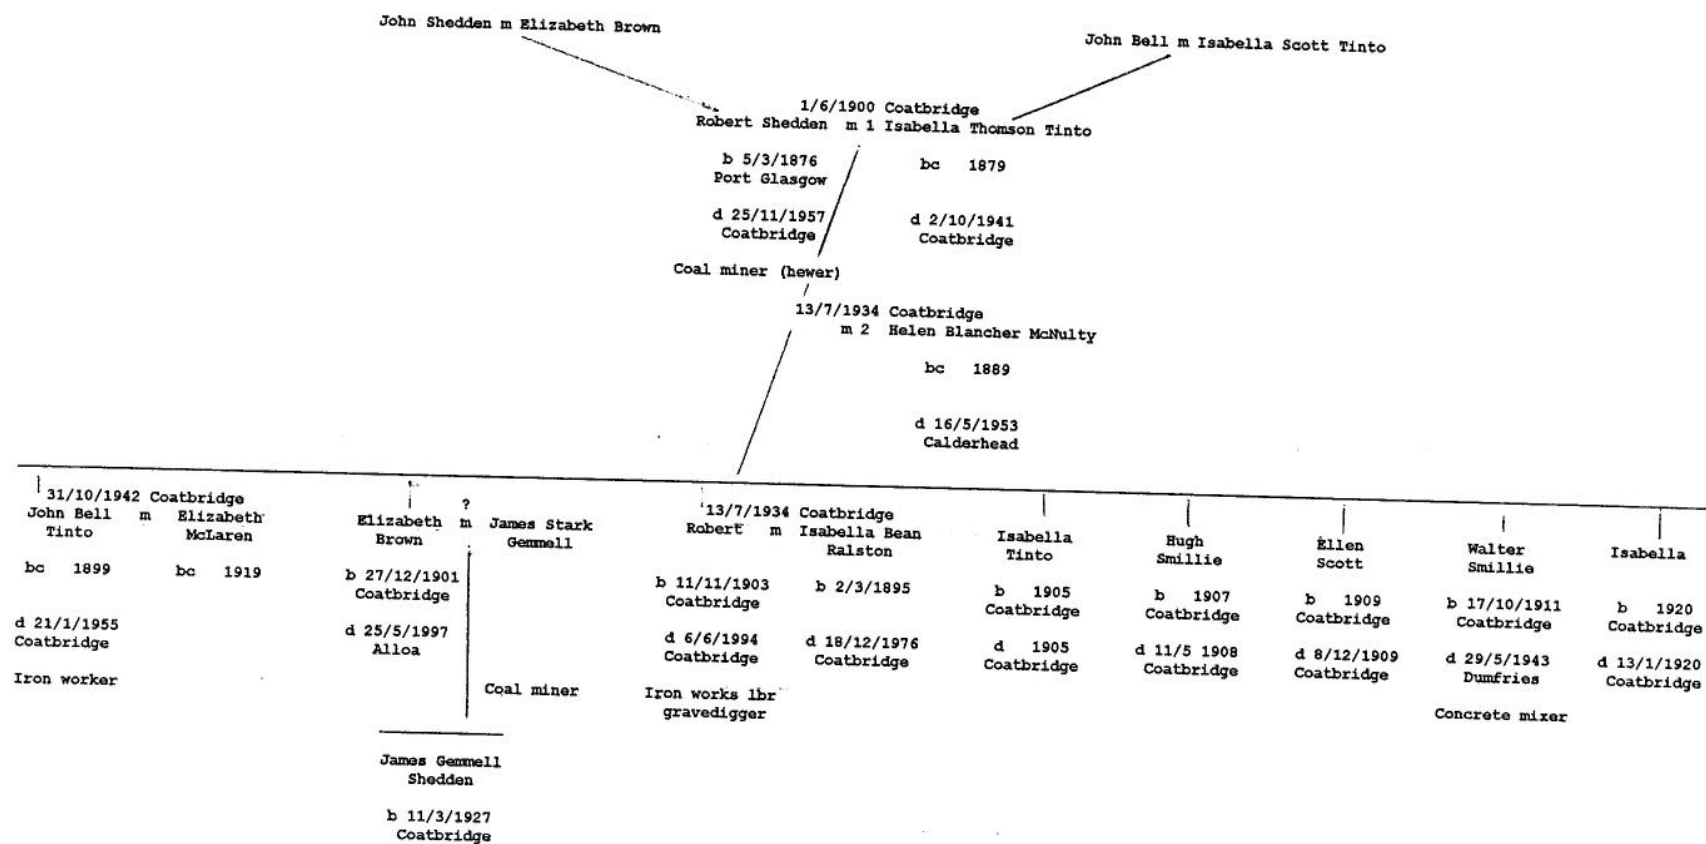 John Shedden m Elizabeth Brown
John Bell m Isabella Scott Tinto
1/6/1900 Coatbridge
Robert Shedden m 1 Isabella Thomson Tinto
b 5/3/1876
Port Glasgow
bc 1879
d 25/11/1957
Coatbridge
d 2/10/1941
Coatbridge
Coal miner (hewer)
13/7/1934 Coatbridge
m 2 Helen Blancher McNulty
bc 1889
d 16/5/1953
Calderhead
31/10/1942 Coatbridge
John Bell m Elizabeth
Tinto McLaren
bc 1899 bc 1919
d 21/1/1955
Coatbridge
Iron worker
?
Elizabeth m James Stark
Brown Gemmell
b 27/12/1901
Coatbridge
d 25/5/1997
Alloa
Coal miner
James Gemmell
Shedden
b 11/3/1927
Coatbridge
13/7/1934 Coatbridge
Robert m Isabella Bean
Ralston
b 11/11/1903 b 2/3/1895
Coatbridge
d 6/6/1994 d 18/12/1976
Coatbridge Coatbridge
Iron works lbr
gravedigger
Isabella
Tinto
b 1905
Coatbridge
d 1905
Coatbridge
Hugh
Smillie
b 1907
Coatbridge
d 11/5 1908
Coatbridge
Ellen
Scott
b 1909
Coatbridge
d 8/12/1909
Coatbridge
Walter
Smillie
b 17/10/1911
Coatbridge
d 29/5/1943
Dumfries
Concrete mixer
Isabella
b 1920
Coatbridge
d 13/1/1920
Coatbridge